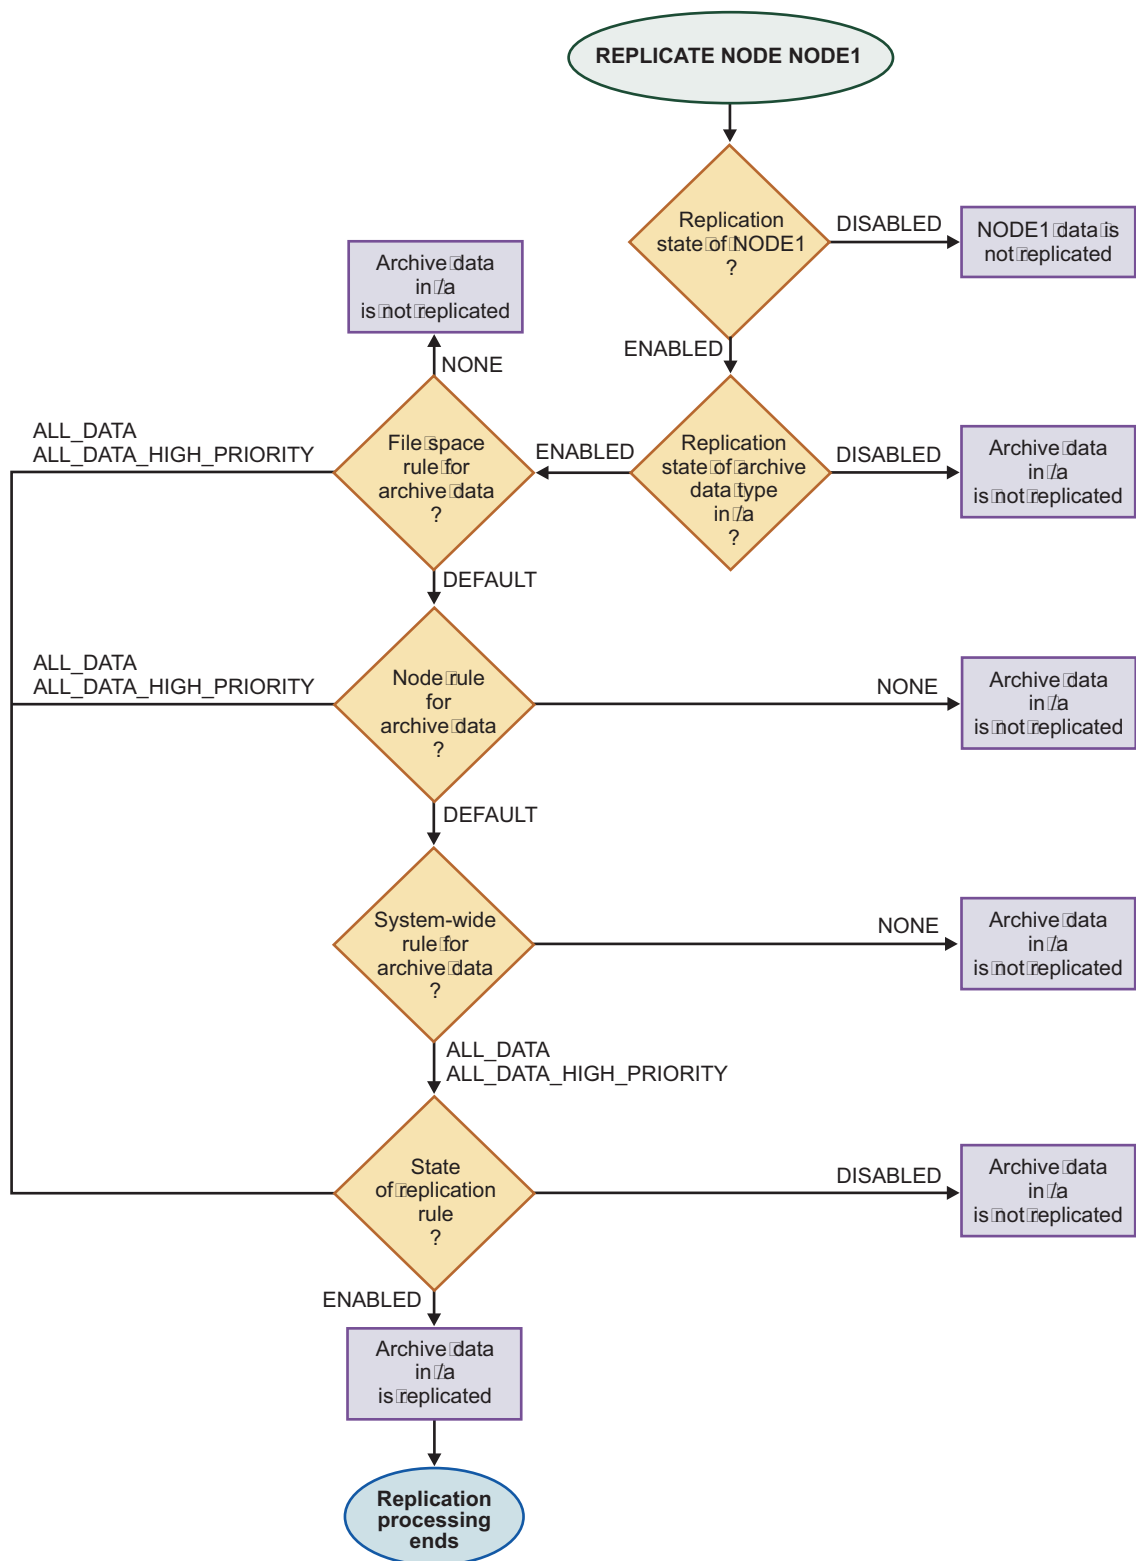 REPLICATE NODE NODE1
Replication
state of NODE1
?
DISABLED
NODE1 data is
not replicated
Archive data
in /a
is not replicated
ENABLED
NONE
ALL_DATA
ALL_DATA_HIGH_PRIORITY
File space
rule for
archive data
?
ENABLED
Replication
state of archive
data type
in /a
?
DISABLED
Archive data
in /a
is not replicated
DEFAULT
ALL_DATA
ALL_DATA_HIGH_PRIORITY
Node rule
for
archive data
?
NONE
Archive data
in /a
is not replicated
DEFAULT
System-wide
rule for
archive data
?
NONE
Archive data
in /a
is not replicated
ALL_DATA
ALL_DATA_HIGH_PRIORITY
State
of replication
rule
?
DISABLED
Archive data
in /a
is not replicated
ENABLED
Archive data
in /a
is replicated
Replication
processing
ends